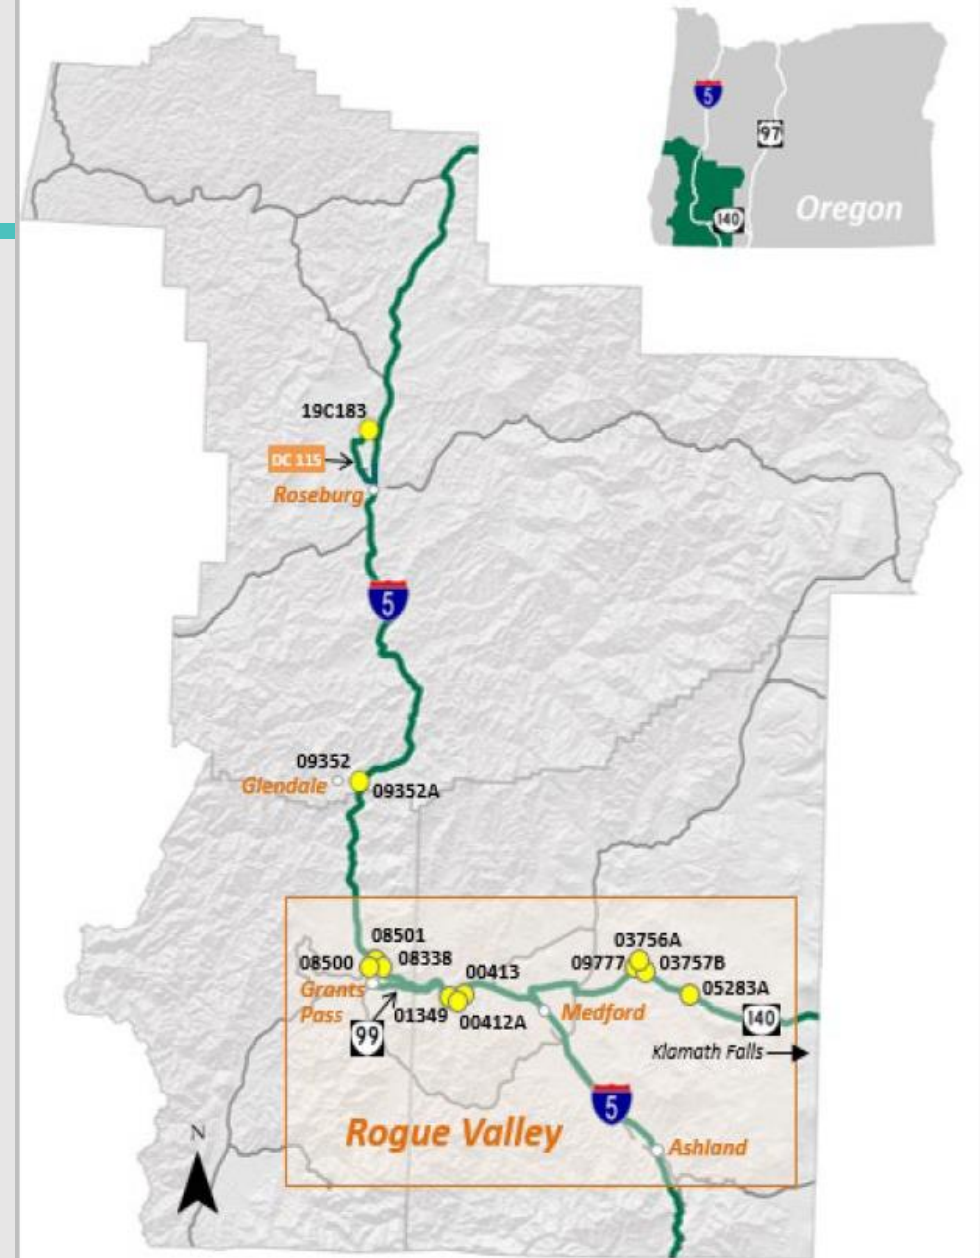 5
97
140
Oregon
19C183
DC 115
Roseburg
5
09352
Glendale
09352A
08501
08500
08338
Grants
Pass
99
01349
00413
00412A
03756A
09777
03757B
05283A
140
Medford
Klamath Falls
5
Rogue Valley
Ashland
N